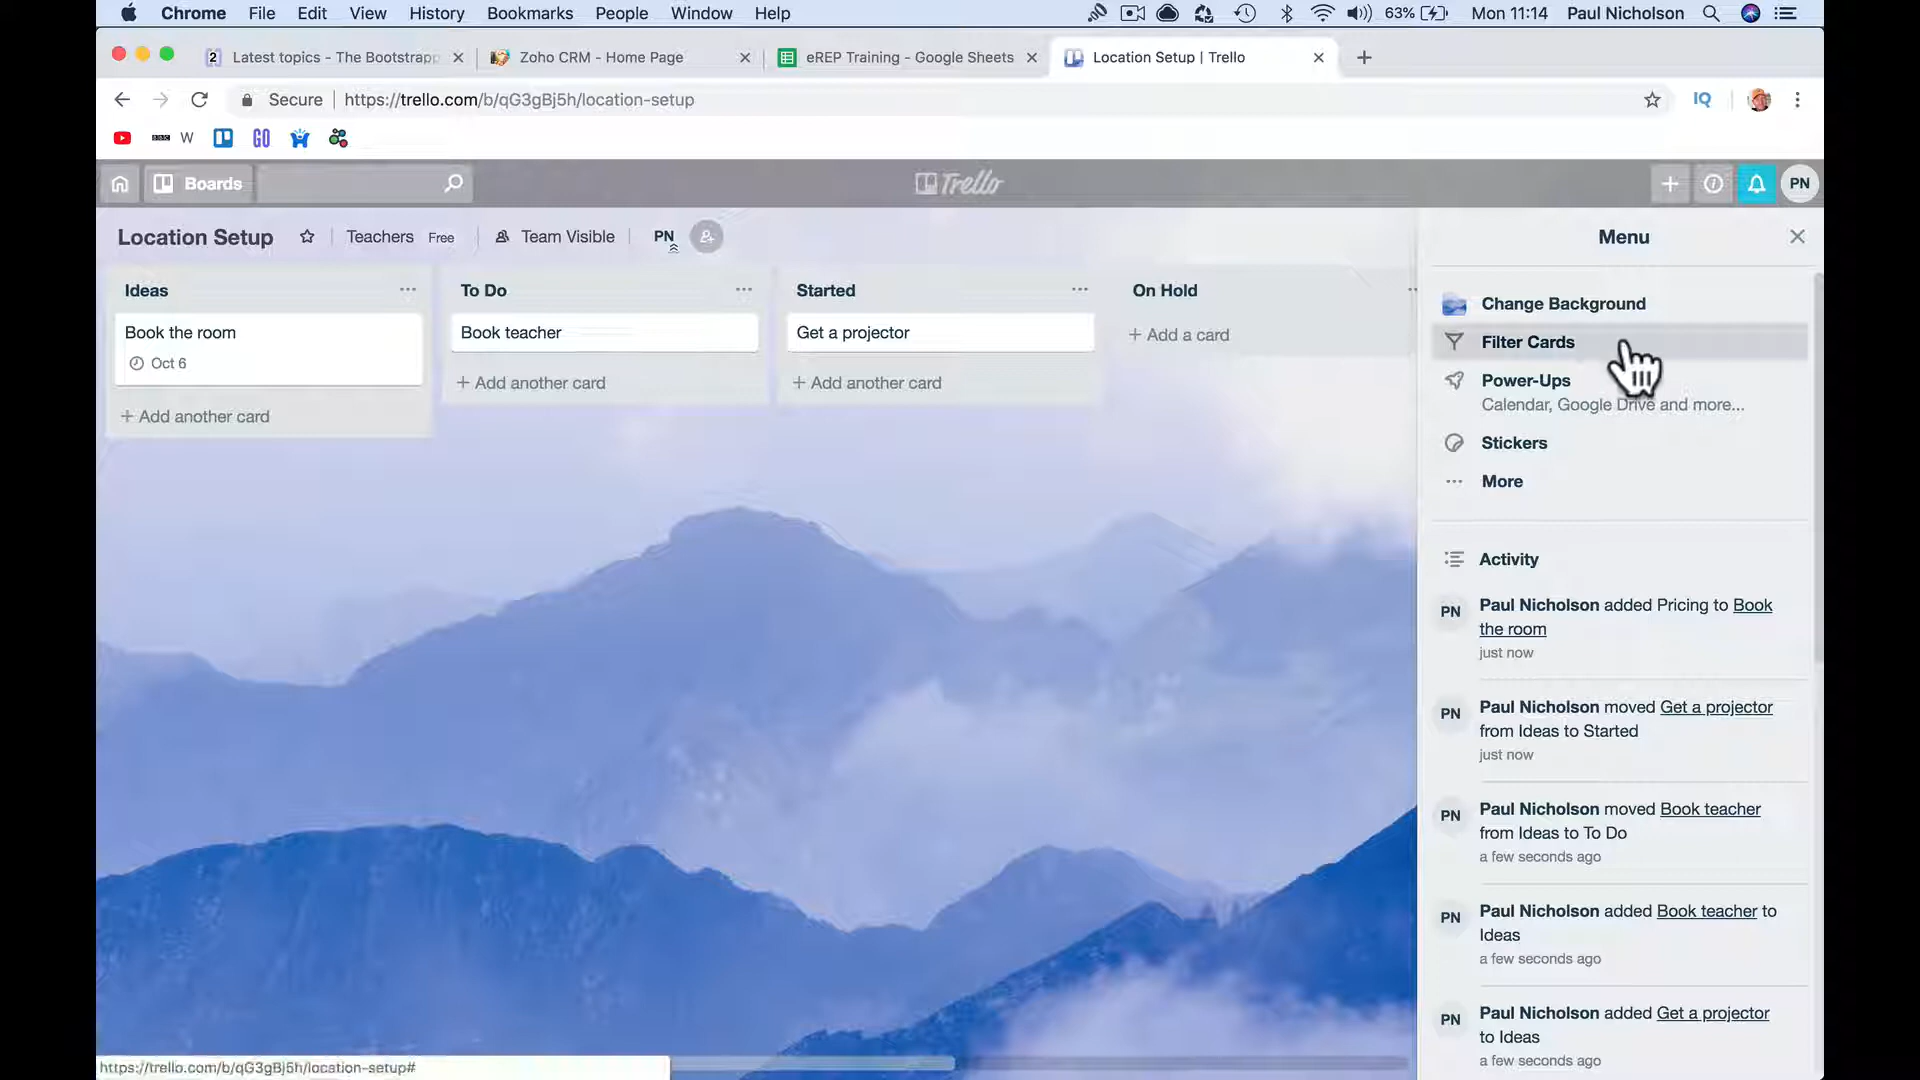 Chrome File Edit View History Bookmarks People Window Help 63% Mon 11:14 Paul Nicholson
2 Latest topics - The Bootstrapp Zoho CRM - Home Page eREP Training - Google Sheets Location Setup | Trello
Secure https://trello.com/b/qG3gBj5h/location-setup IQ
BBC W GO
Boards Trello PN
Location Setup Teachers Free Team Visible PN
Menu
Ideas To Do Started On Hold
Change Background
Book the room Book teacher Get a projector + Add a card
Filter Cards
Oct 6
Power-Ups
+ Add another card + Add another card
Calendar, Google Drive and more...
+ Add another card
Stickers
More
Activity
PN Paul Nicholson added Pricing to Book
the room
just now
PN Paul Nicholson moved Get a projector
from Ideas to Started
just now
PN Paul Nicholson moved Book teacher
from Ideas to To Do
a few seconds ago
PN Paul Nicholson added Book teacher to
Ideas
a few seconds ago
PN Paul Nicholson added Get a projector
to Ideas
a few seconds ago
https://trello.com/b/qG3gBj5h/location-setup#